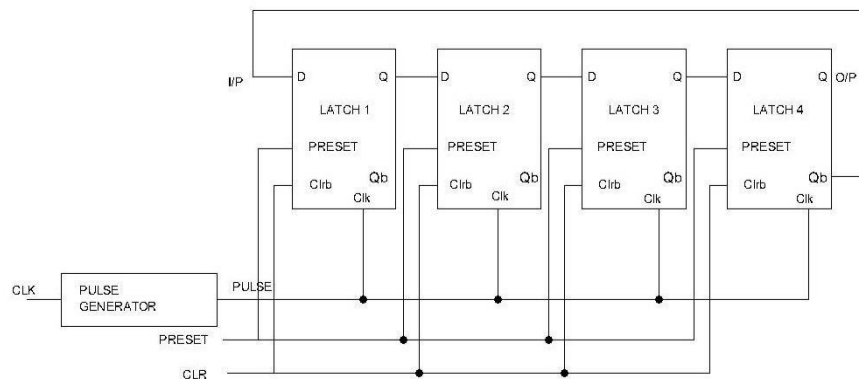 I/P
D Q
LATCH 1
PRESET
Qb
Clrb
Clk
D Q
LATCH 2
PRESET
Qb
Clrb
Clk
D Q
LATCH 3
PRESET
Qb
Clrb
Clk
D Q
LATCH 4
PRESET
Qb
Clrb
Clk
O/P
CLK
PULSE
GENERATOR
PULSE
PRESET
CLR